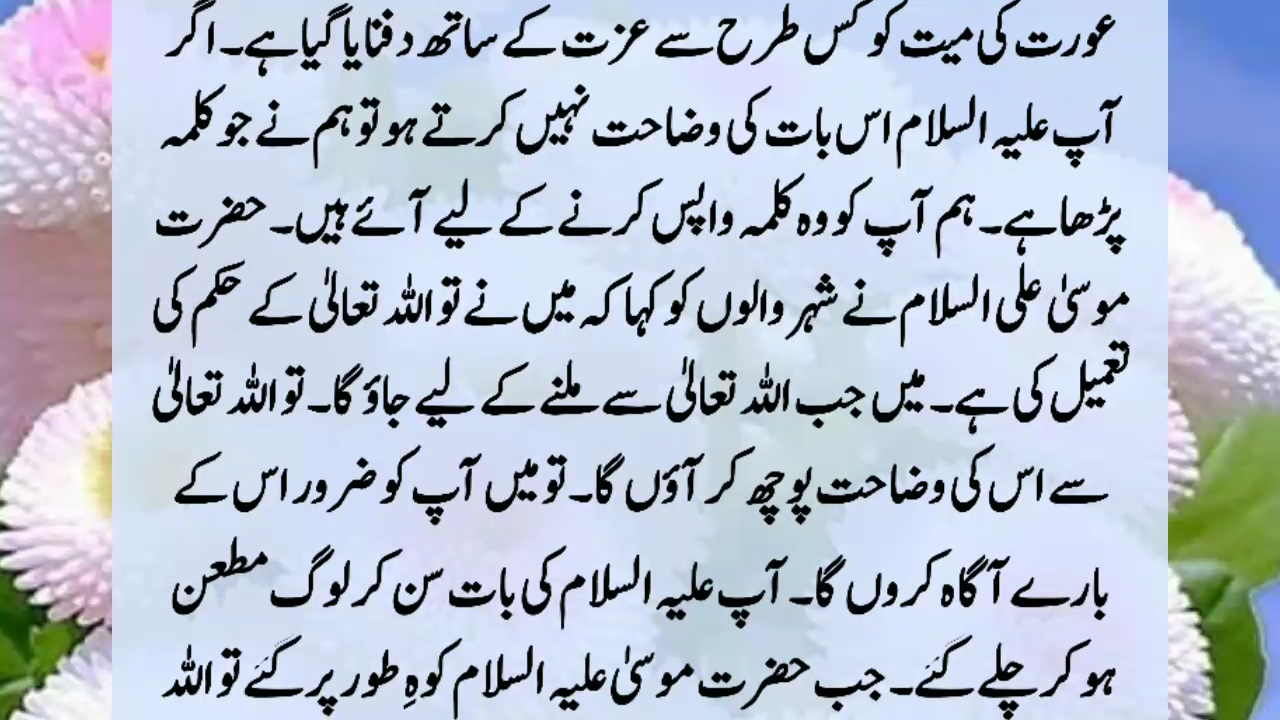 عورت کی میت کو کس طرح سے عزت کے ساتھ دفنایا گیا ہے۔ اگر
آپ علیہ السلام اس بات کی وضاحت نہیں کرتے ہو تو ہم نے جو کلمہ
پڑھا ہے۔ ہم آپ کو وہ کلمہ واپس کرنے کے لیے آئے ہیں۔ حضرت
موسیٰ علی السلام نے شہر والوں کو کہا کہ میں نے تو اللہ تعالیٰ کے حکم کی
تعمیل کی ہے۔ میں جب اللہ تعالیٰ سے ملنے کے لیے جاؤ گا۔ تو اللہ تعالیٰ
سے اس کی وضاحت پوچھ کر آؤں گا۔ تو میں آپ کو ضرور اس کے
بارے آگاہ کروں گا۔ آپ علیہ السلام کی بات سن کر لوگ مطعن
ہو کر چلے گئے۔ جب حضرت موسیٰ علیہ السلام کوہِ طور پر گئے تو اللہ